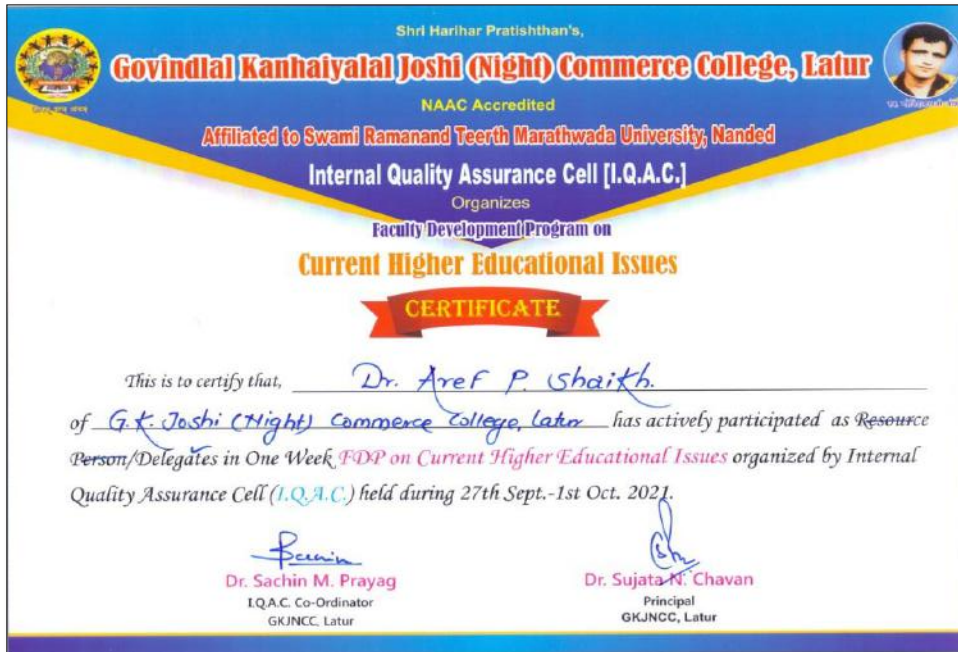 Shri Harihar Pratishthan's,
Govindlal Kanhaiyalal Joshi (Night) Commerce College, Latur
NAAC Accredited
Affiliated to Swami Ramanand Teerth Marathwada University, Nanded
Internal Quality Assurance Cell [I.Q.A.C.]
Organizes
Faculty Development Program on
Current Higher Educational Issues
CERTIFICATE
This is to certify that, Dr. Aref P. Shaikh.
of G.K. Joshi (Night) Commerce College, Latur has actively participated as Resource
Person/Delegates in One Week FDP on Current Higher Educational Issues organized by Internal
Quality Assurance Cell (I.Q.A.C.) held during 27th Sept.-1st Oct. 2021.
Dr. Sachin M. Prayag
I.Q.A.C. Co-Ordinator
GKJNCC, Latur
Dr. Sujata N. Chavan
Principal
GKJNCC, Latur